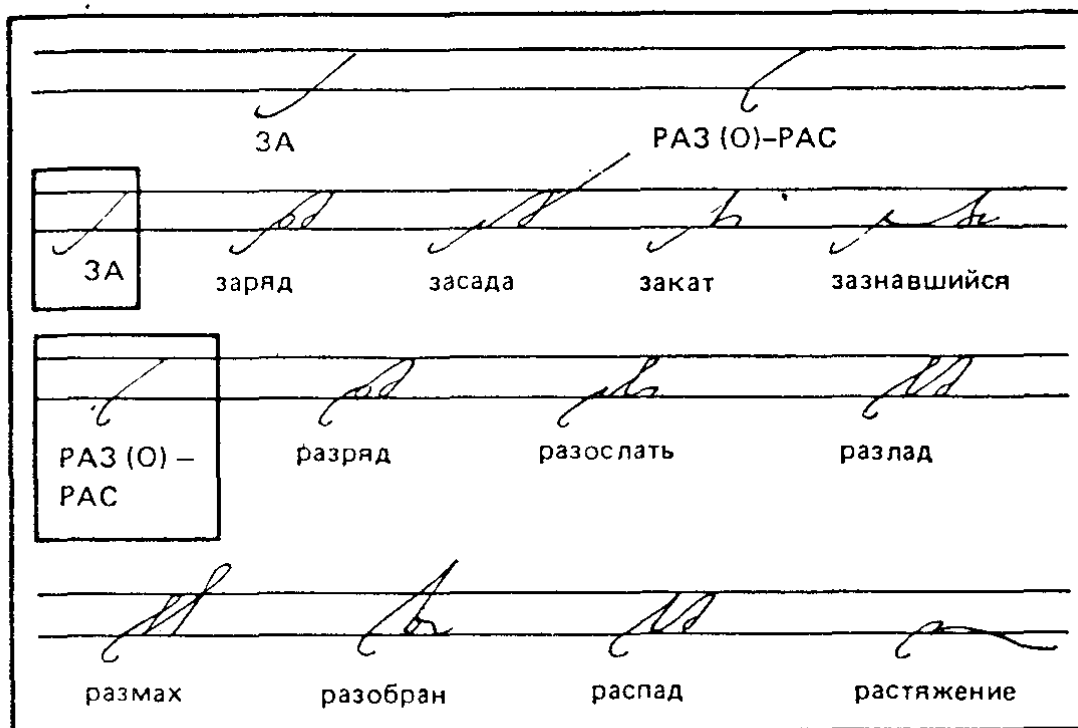 ЗА РАЗ (О)–РАС
ЗА
заряд засада закат зазнавшийся
РАЗ (О) –
РАС
разряд разослать разлад
размах разобран распад растяжение